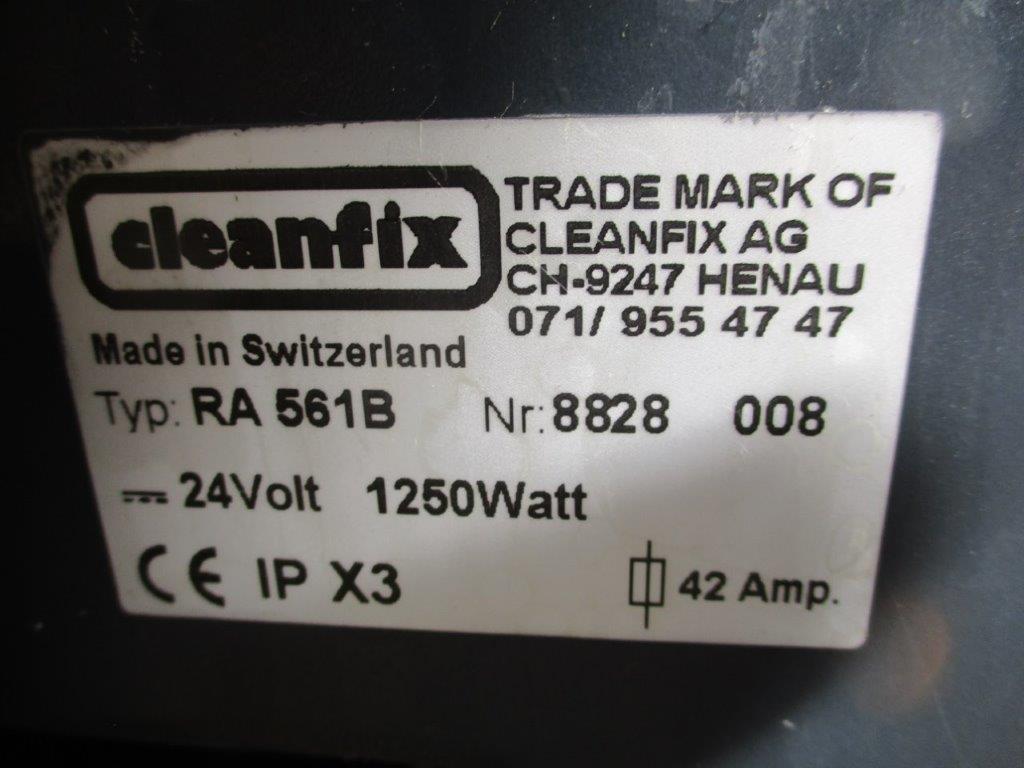 cleanfix
TRADE MARK OF
CLEANFIX AG
CH-9247 HENAU
071/ 955 47 47
Made in Switzerland
Typ: RA 561B Nr: 8828 008
24Volt 1250Watt
CE IP X3 42 Amp.